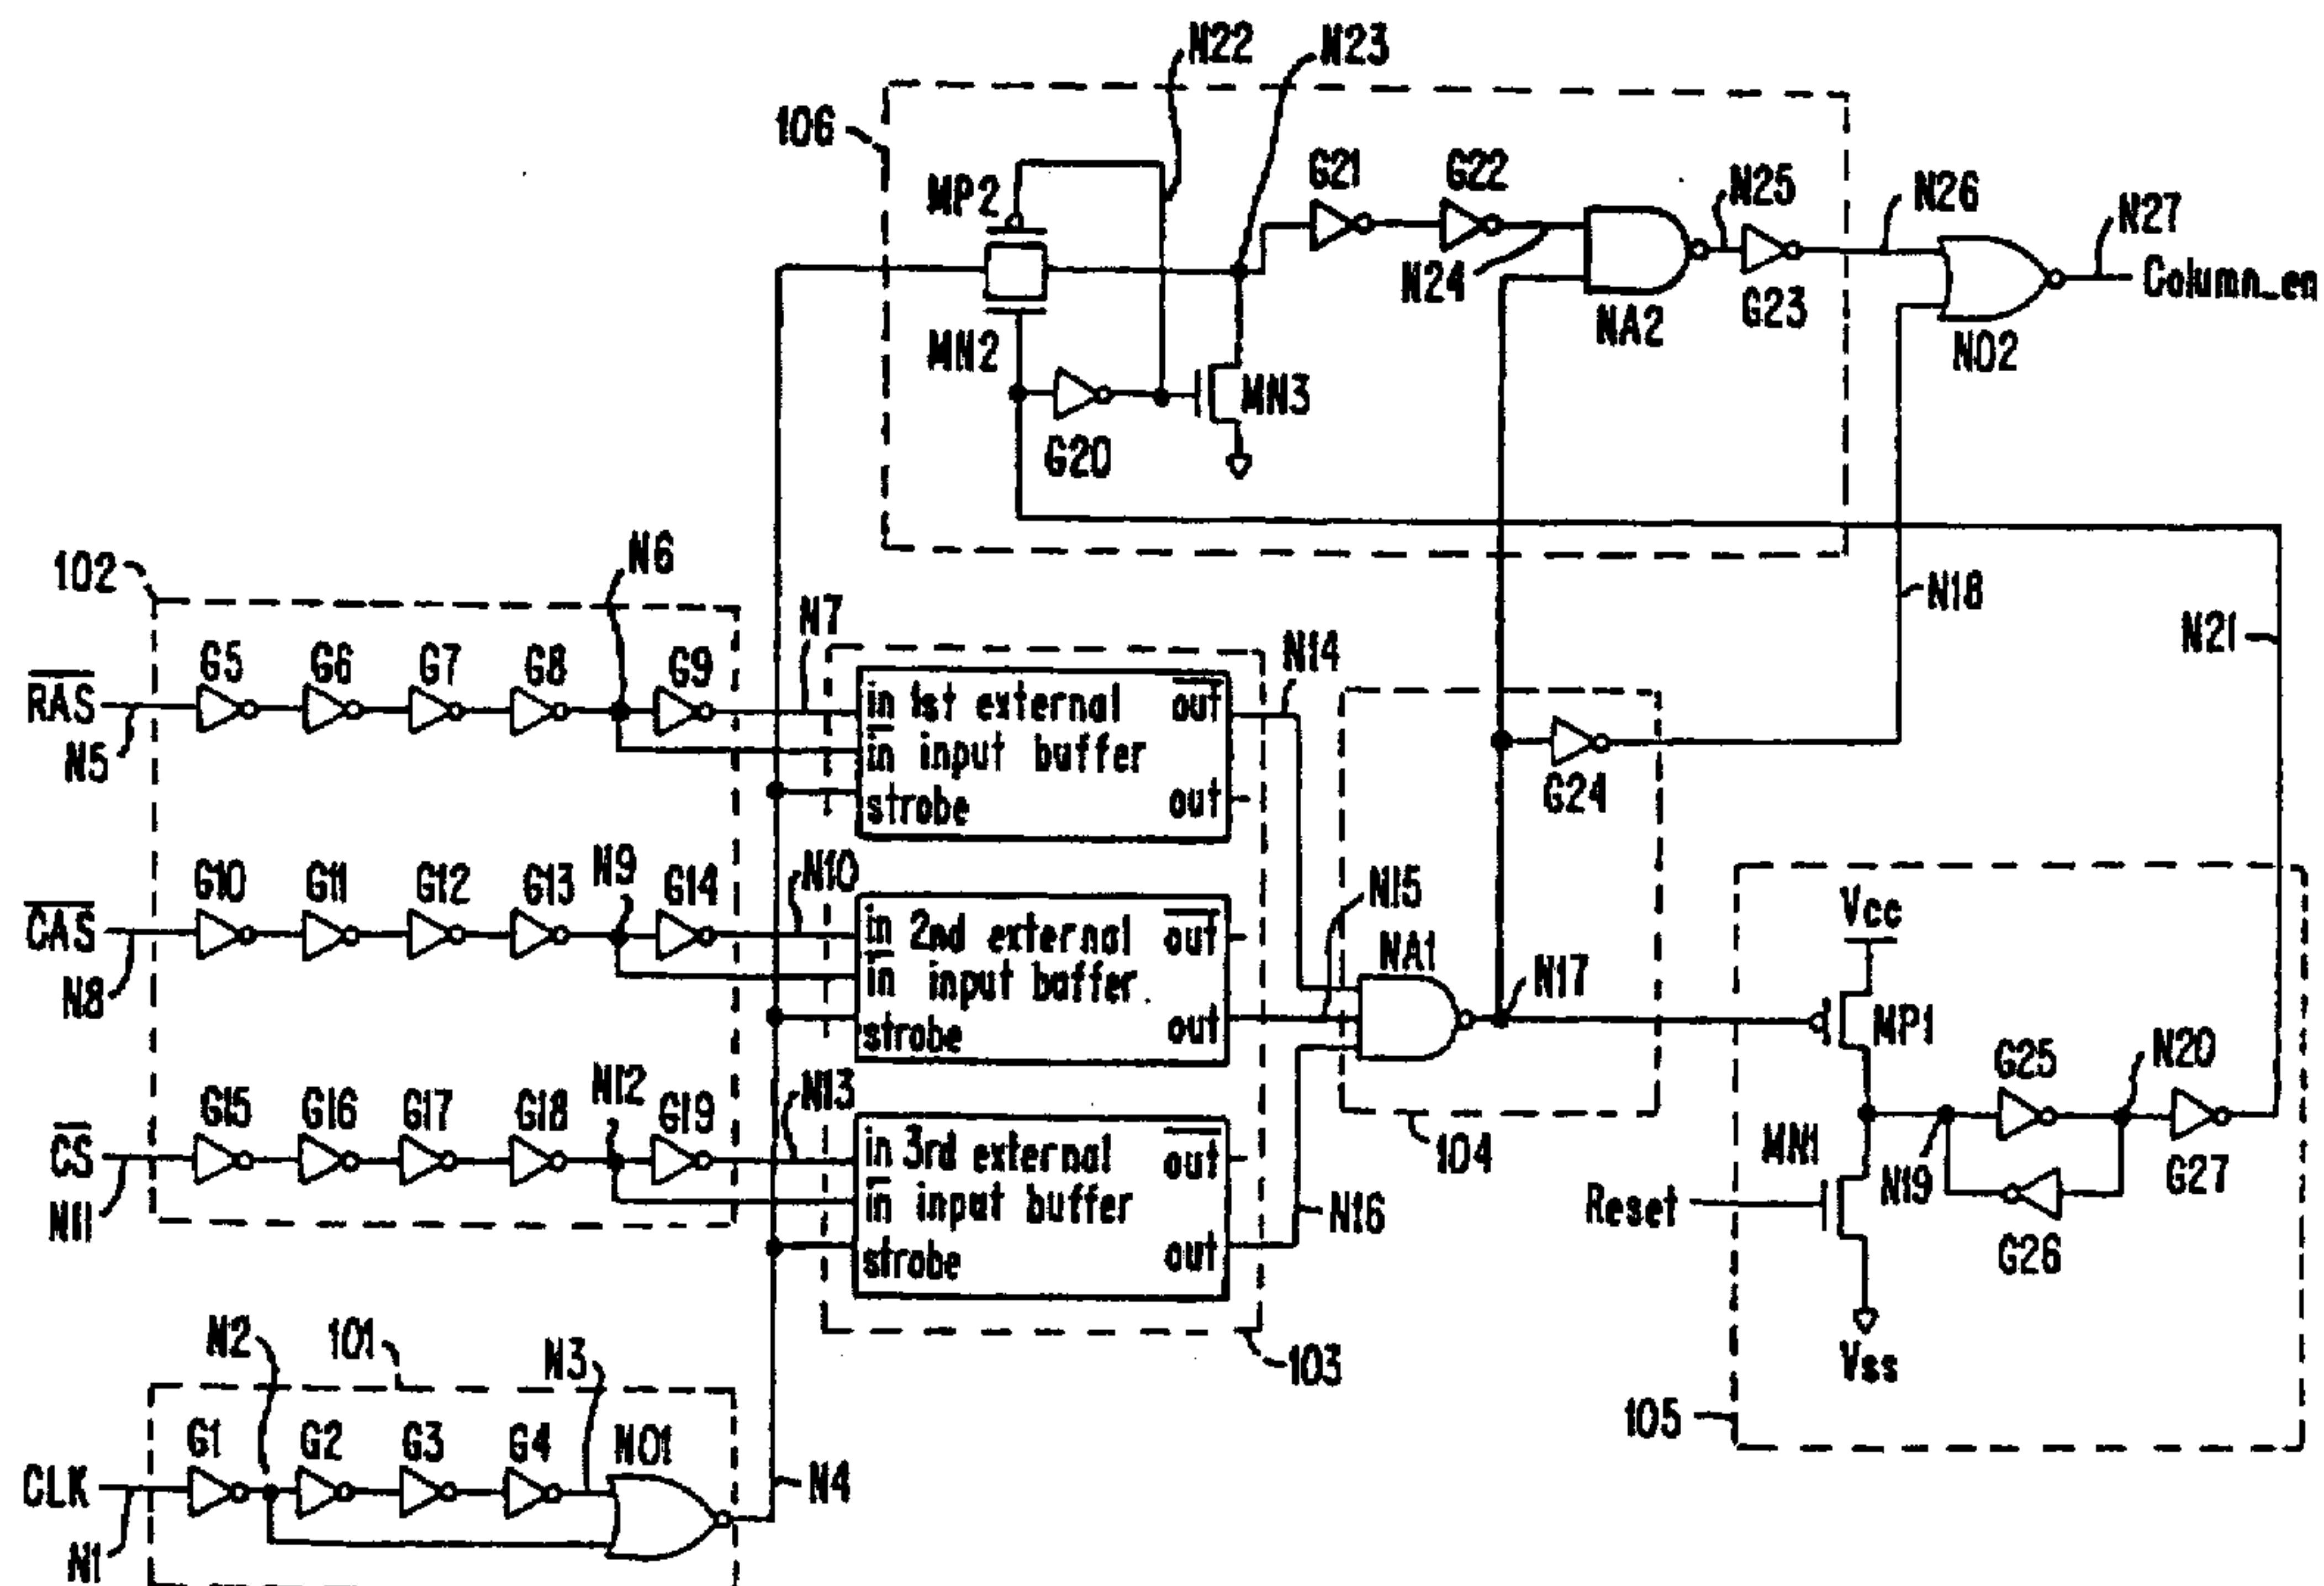 N22 N23
106
MP2 G21 G22 N25 N26 N27
N24 Column_en
MN2 NA2 G23 NO2
MN3
G20
102 N6 N18
N7 N14 N21
RAS G5 G6 G7 G8 G9
N5
in 1st external out
in input buffer
strobe out
G24
G10 G11 G12 G13 N9 G14 N10 N15
CAS
N8
in 2nd external out
in input buffer
strobe out
NA1 N17
Vcc
MP1
G25 N20
G15 G16 G17 G18 N12 G19 N13
CS
N11
in 3rd external out
in input buffer
strobe out
104
MN1 N19 G27
Reset
N16 G26
N2 101 N3 103
Vss
105
G1 G2 G3 G4 NO1
CLK N4
N1